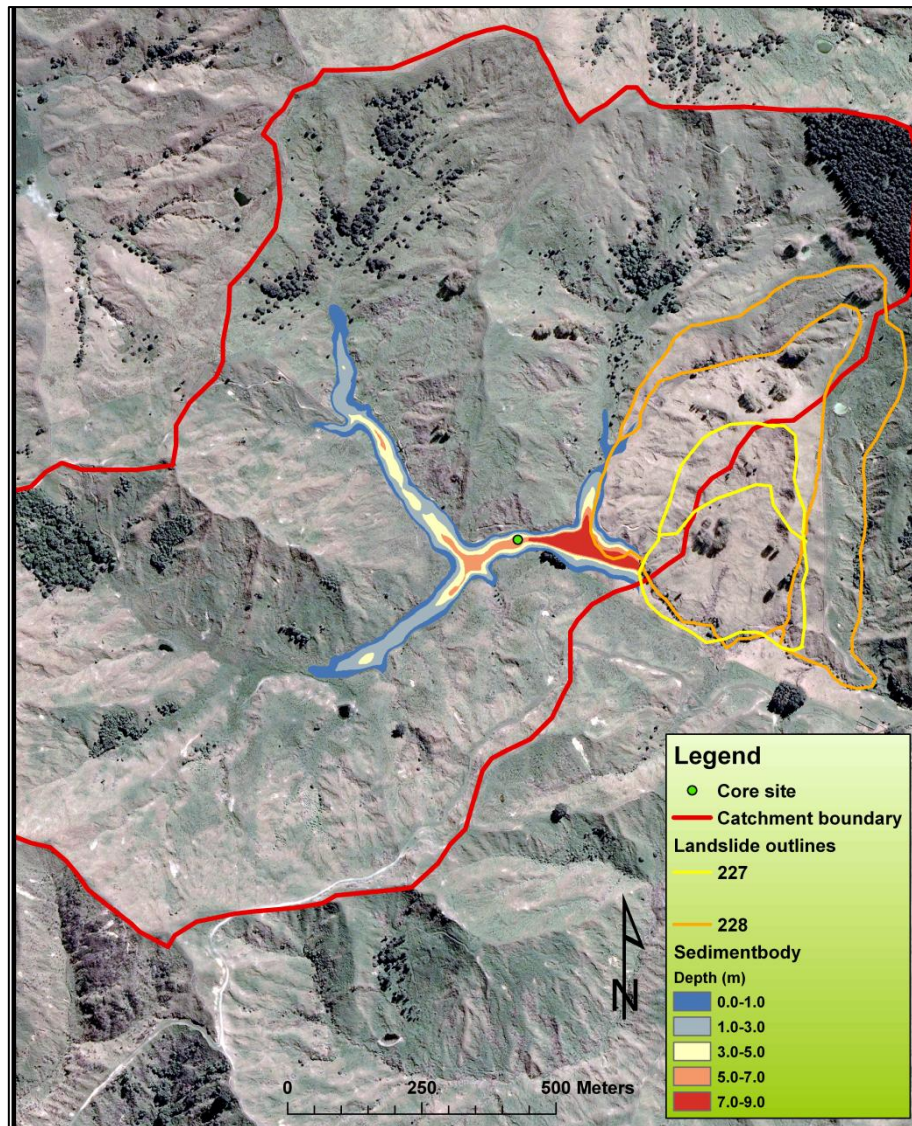 Legend
Core site
Catchment boundary
Landslide outlines
227
228
Sedimentbody
Depth (m)
0.0-1.0
1.0-3.0
3.0-5.0
5.0-7.0
7.0-9.0
N
0 250 500 Meters